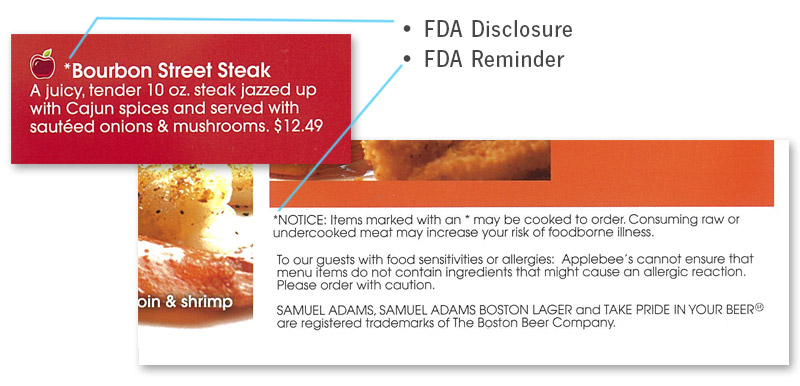 • FDA Disclosure
• FDA Reminder
*Bourbon Street Steak
A juicy, tender 10 oz. steak jazzed up
with Cajun spices and served with
sautéed onions & mushrooms. $12.49
*NOTICE: Items marked with an * may be cooked to order. Consuming raw or
undercooked meat may increase your risk of foodborne illness.
To our guests with food sensitivities or allergies: Applebee's cannot ensure that
menu items do not contain ingredients that might cause an allergic reaction.
Please order with caution.
oin & shrimp
SAMUEL ADAMS, SAMUEL ADAMS BOSTON LAGER and TAKE PRIDE IN YOUR BEER®
are registered trademarks of The Boston Beer Company.